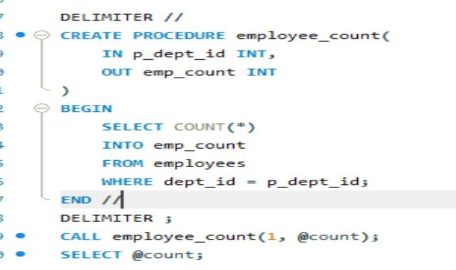 DELIMITER //
CREATE PROCEDURE employee_count(
IN p_dept_id INT,
OUT emp_count INT
)
BEGIN
SELECT COUNT(*)
INTO emp_count
FROM employees
WHERE dept_id = p_dept_id;
END //
DELIMITER ;
CALL employee_count(1, @count);
SELECT @count;